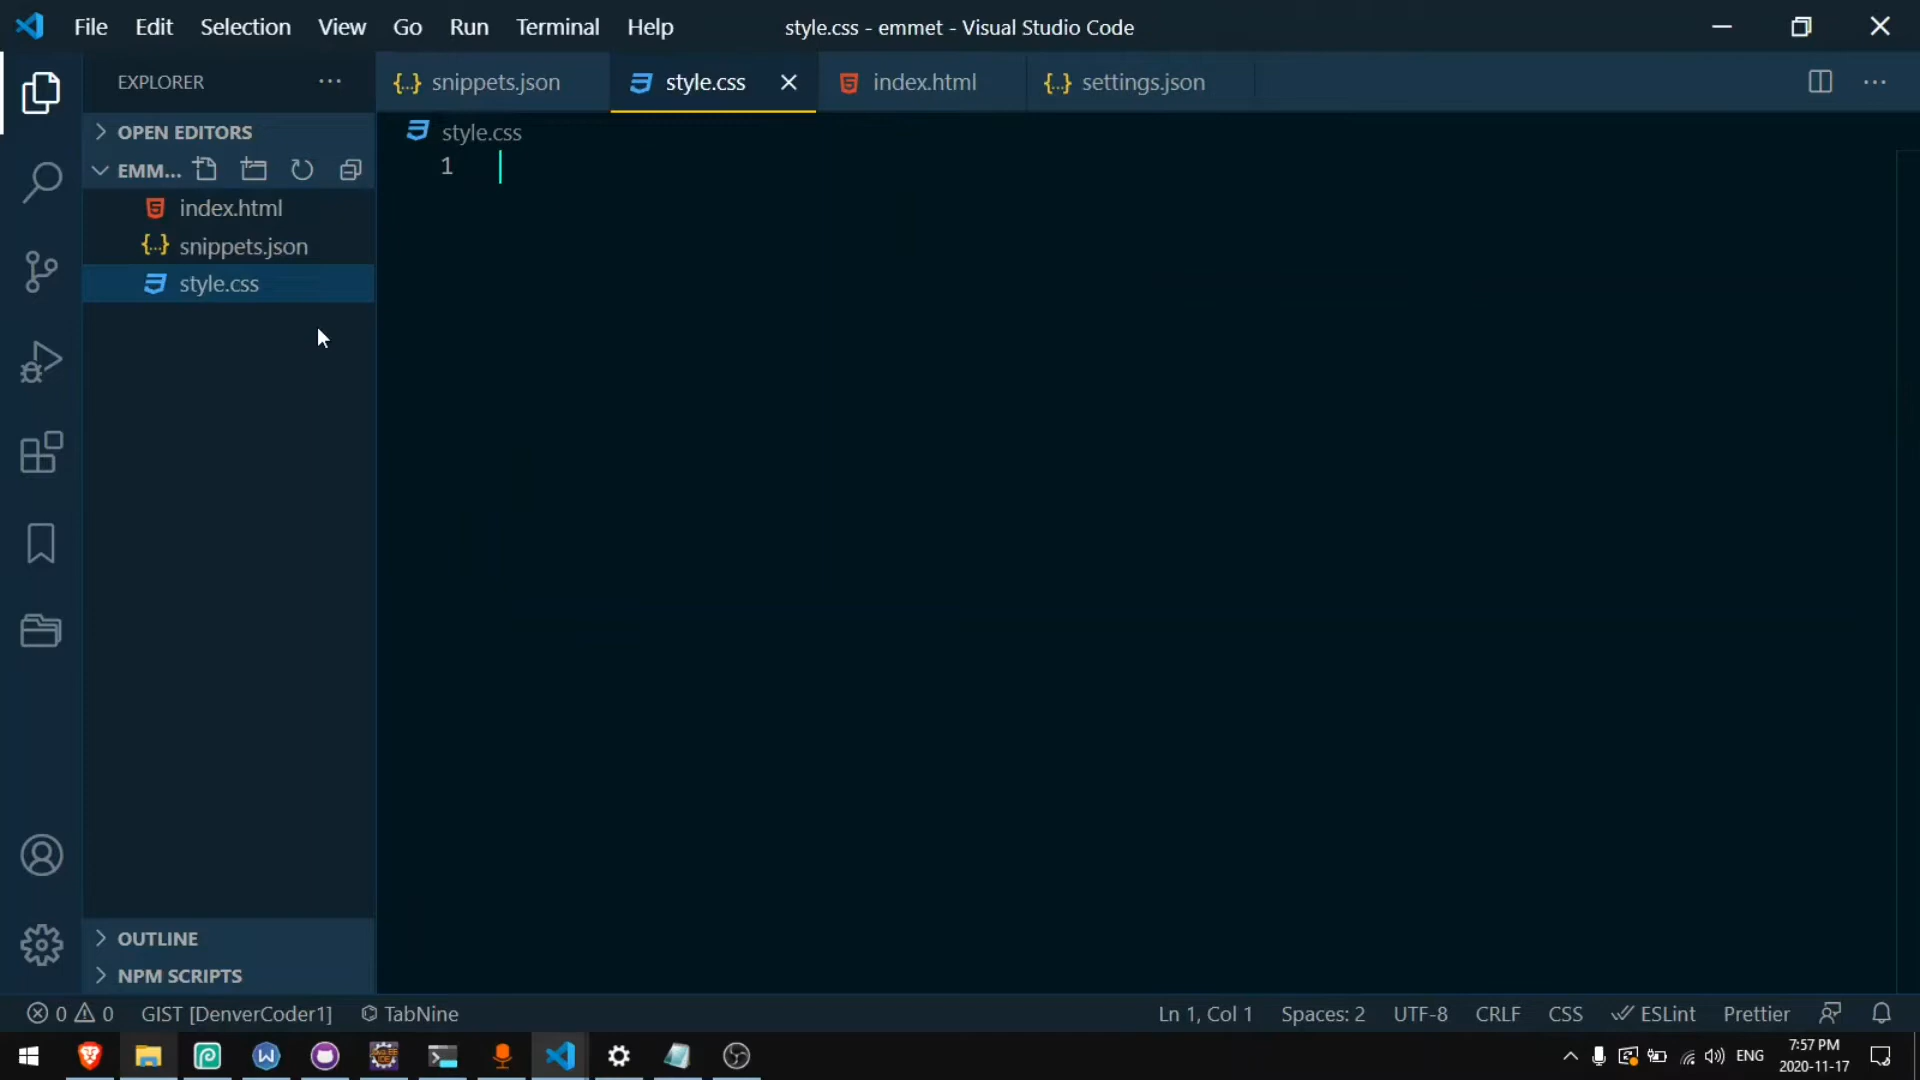 File Edit Selection View Go Run Terminal Help
style.css - emmet - Visual Studio Code
EXPLORER
snippets.json
style.css
index.html
settings.json
OPEN EDITORS
style.css
EMM...
1
index.html
snippets.json
style.css
OUTLINE
NPM SCRIPTS
0 0 GIST [DenverCoder1] TabNine
Ln 1, Col 1 Spaces: 2 UTF-8 CRLF CSS ESLint Prettier
ENG
7:57 PM
2020-11-17